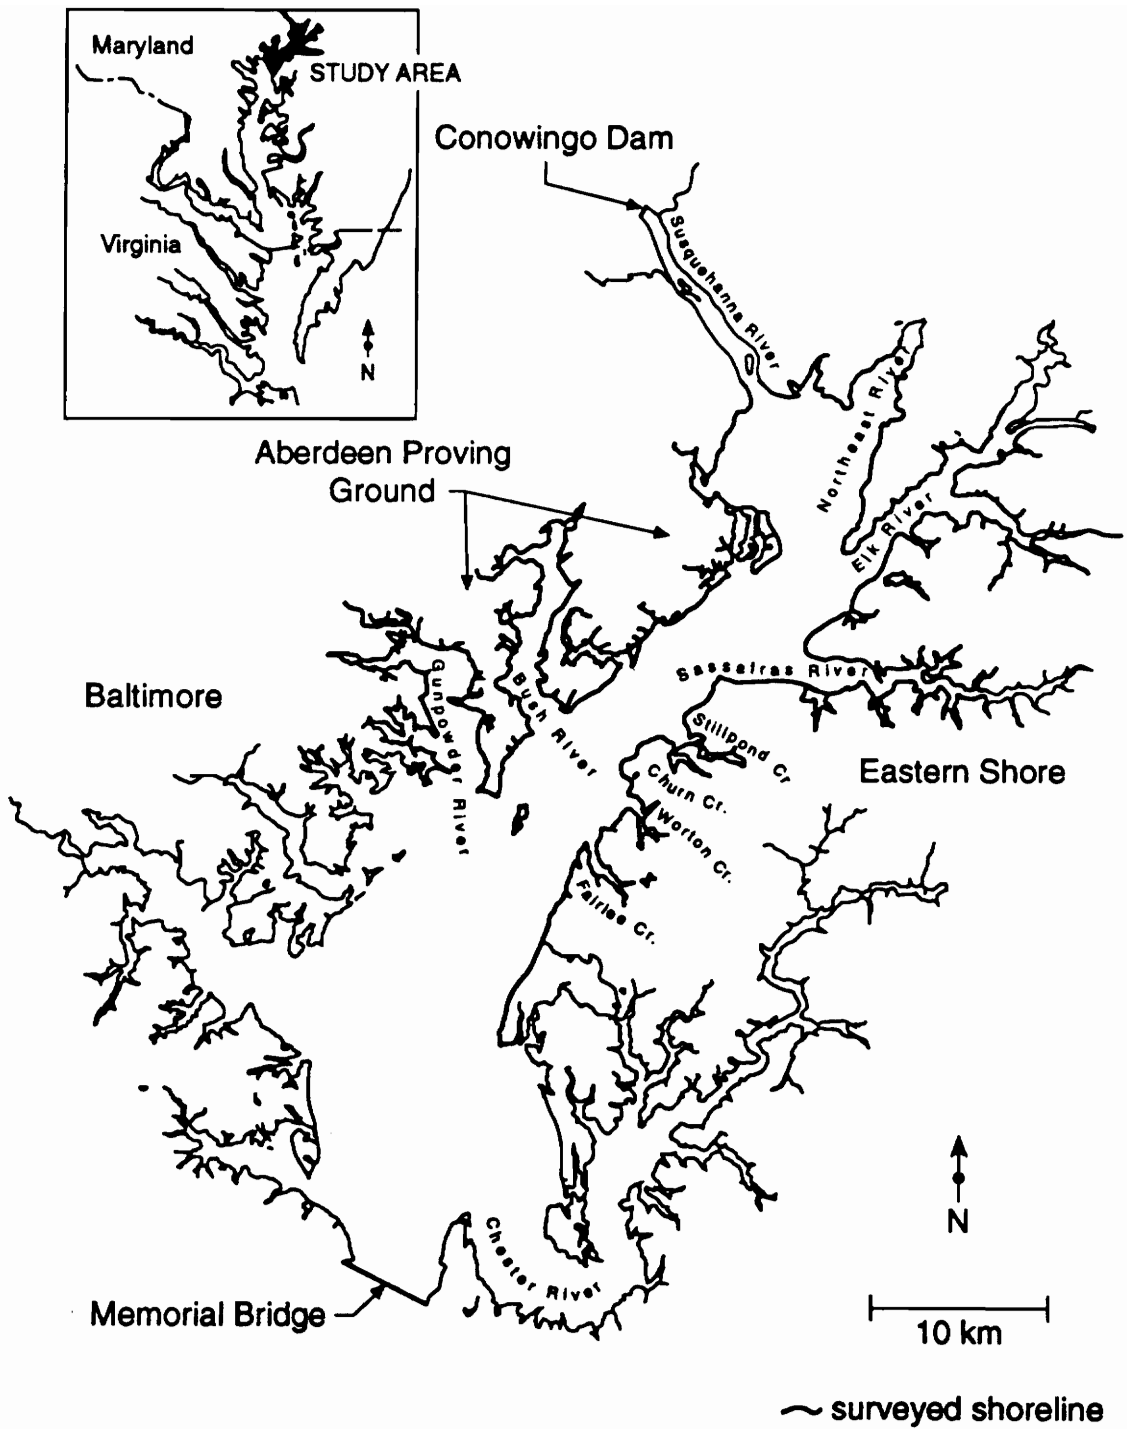 Maryland
STUDY AREA
Virginia
N
Conowingo Dam
Susquehanna River
Northeast River
Elk River
Aberdeen Proving
Ground
Baltimore
Gunpowder River
Bush River
Sassafras River
Stillpond Cr
Churn Cr.
Worton Cr.
Fairlee Cr.
Eastern Shore
Chester River
Memorial Bridge
N
10 km
surveyed shoreline